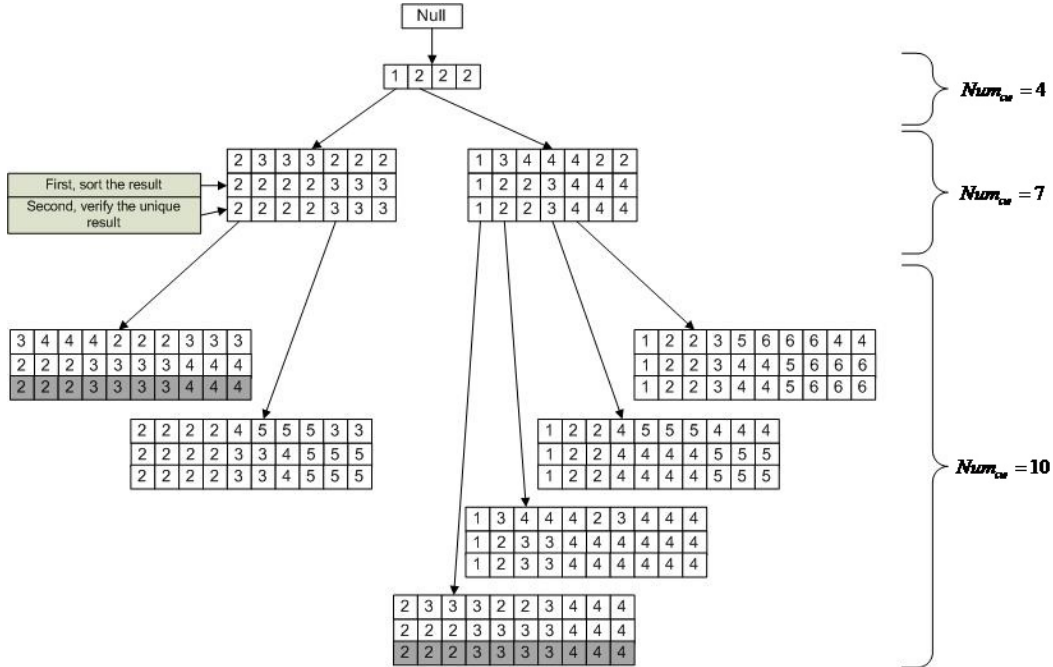 Null
1 2 2 2
Num_cu = 4
2 3 3 3 2 2 2
2 2 2 2 3 3 3
2 2 2 2 3 3 3
First, sort the result
Second, verify the unique
result
1 3 4 4 4 2 2
1 2 2 3 4 4 4
1 2 2 3 4 4 4
Num_cu = 7
3 4 4 4 2 2 2 3 3 3
2 2 2 3 3 3 3 4 4 4
2 2 2 3 3 3 3 4 4 4
1 2 2 3 5 6 6 6 4 4
1 2 2 3 4 4 5 6 6 6
1 2 2 3 4 4 5 6 6 6
2 2 2 2 4 5 5 5 3 3
2 2 2 2 3 3 4 5 5 5
2 2 2 2 3 3 4 5 5 5
1 2 2 4 5 5 5 4 4 4
1 2 2 4 4 4 4 5 5 5
1 2 2 4 4 4 4 5 5 5
Num_cu = 10
1 3 4 4 4 2 3 4 4 4
1 2 3 3 4 4 4 4 4 4
1 2 3 3 4 4 4 4 4 4
2 3 3 3 2 2 3 4 4 4
2 2 2 3 3 3 3 4 4 4
2 2 2 3 3 3 3 4 4 4